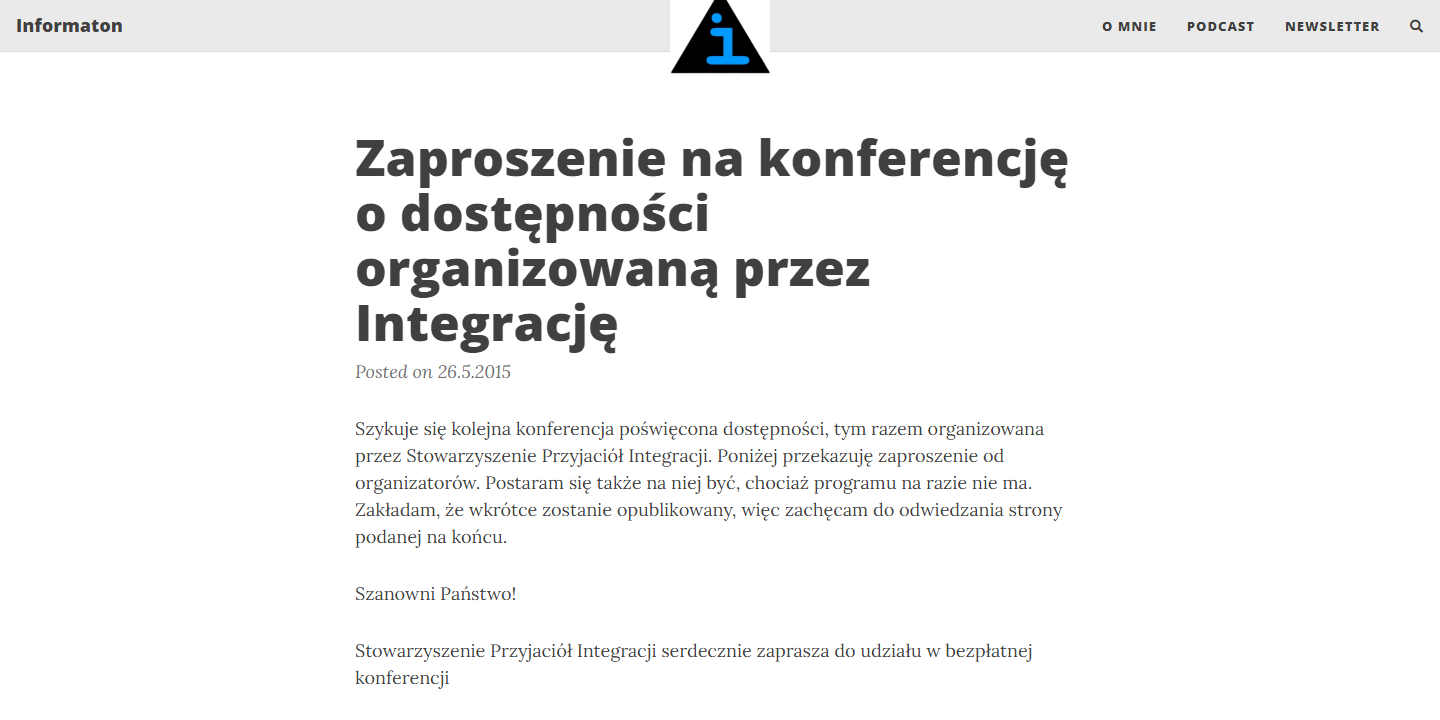 Informaton
i
O MNIE
PODCAST
NEWSLETTER
Zaproszenie na konferencję
o dostępności
organizowaną przez
Integrację
Posted on 26.5.2015
Szykuje się kolejna konferencja poświęcona dostępności, tym razem organizowana
przez Stowarzyszenie Przyjaciół Integracji. Poniżej przekazuję zaproszenie od
organizatorów. Postaram się także na niej być, chociaż programu na razie nie ma.
Zakładam, że wkrótce zostanie opublikowany, więc zachęcam do odwiedzania strony
podanej na końcu.
Szanowni Państwo!
Stowarzyszenie Przyjaciół Integracji serdecznie zaprasza do udziału w bezpłatnej
konferencji